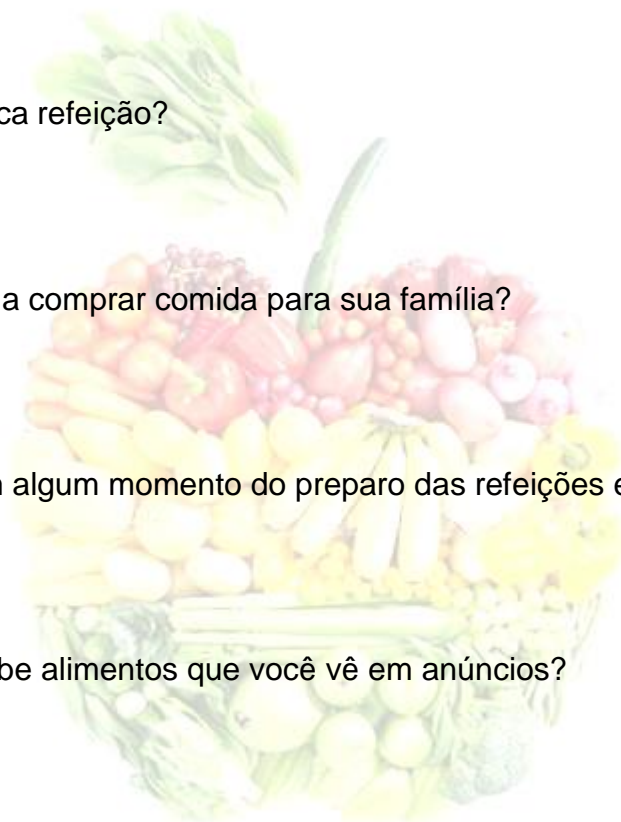 ca refeição?
a comprar comida para sua família?
algum momento do preparo das refeições e
be alimentos que você vê em anúncios?